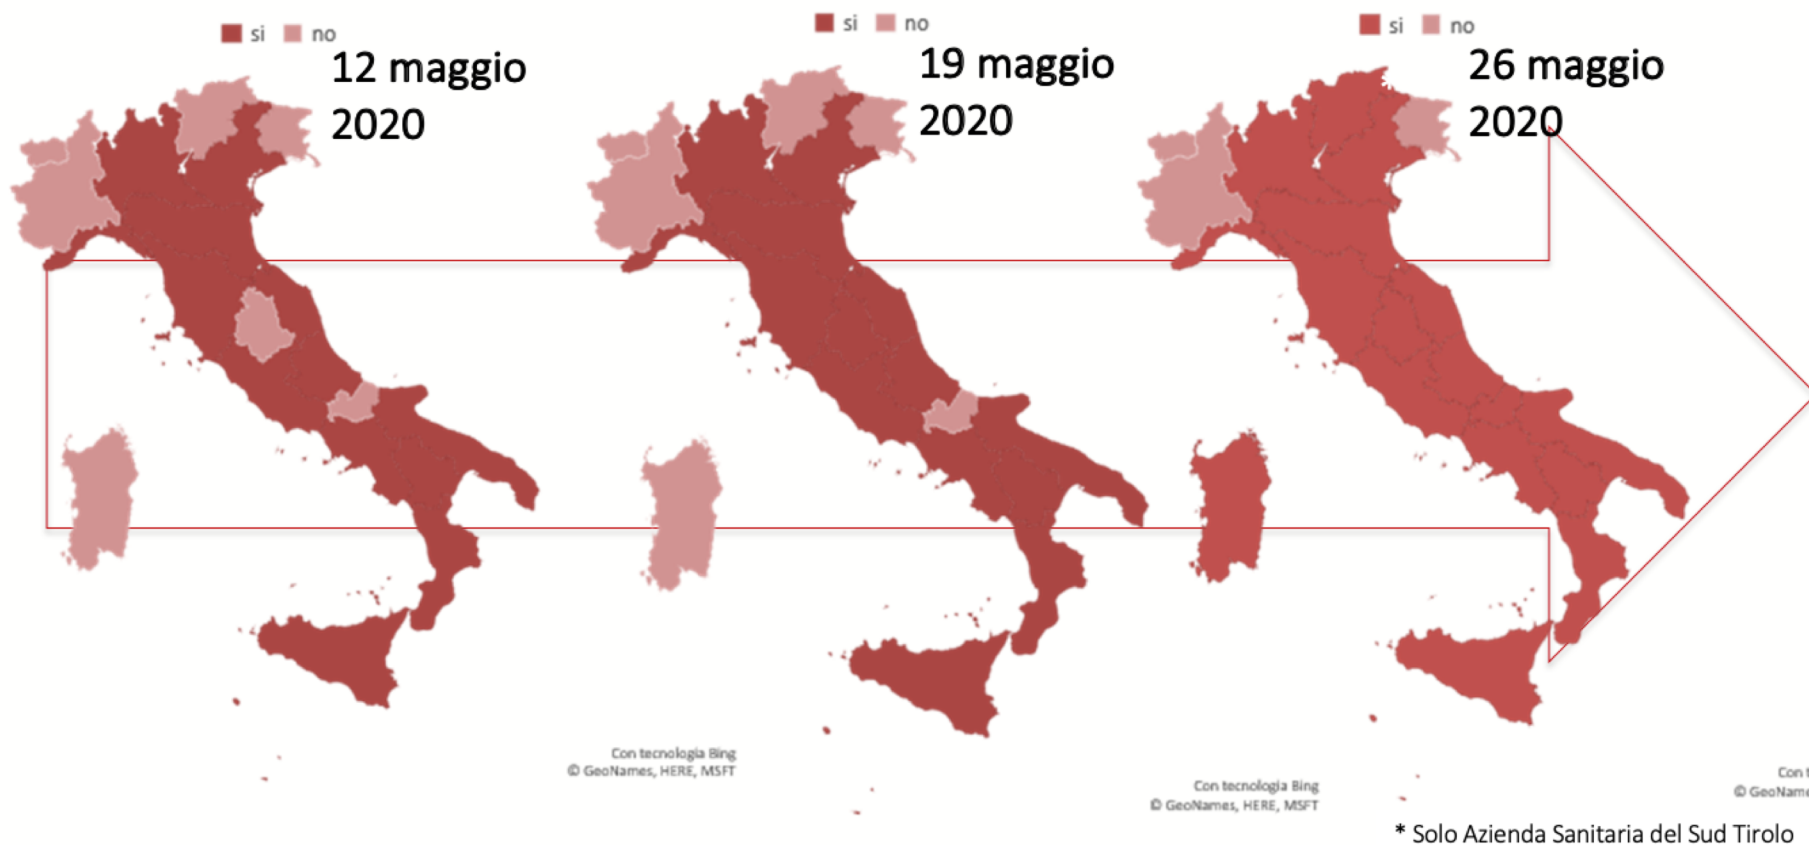 si no
12 maggio
2020
si no
19 maggio
2020
si no
26 maggio
2020
Con tecnologia Bing
© GeoNames, HERE, MSFT
Con tecnologia Bing
© GeoNames, HERE, MSFT
Con
©
* Solo Azienda Sanitaria del Sud Tirolo